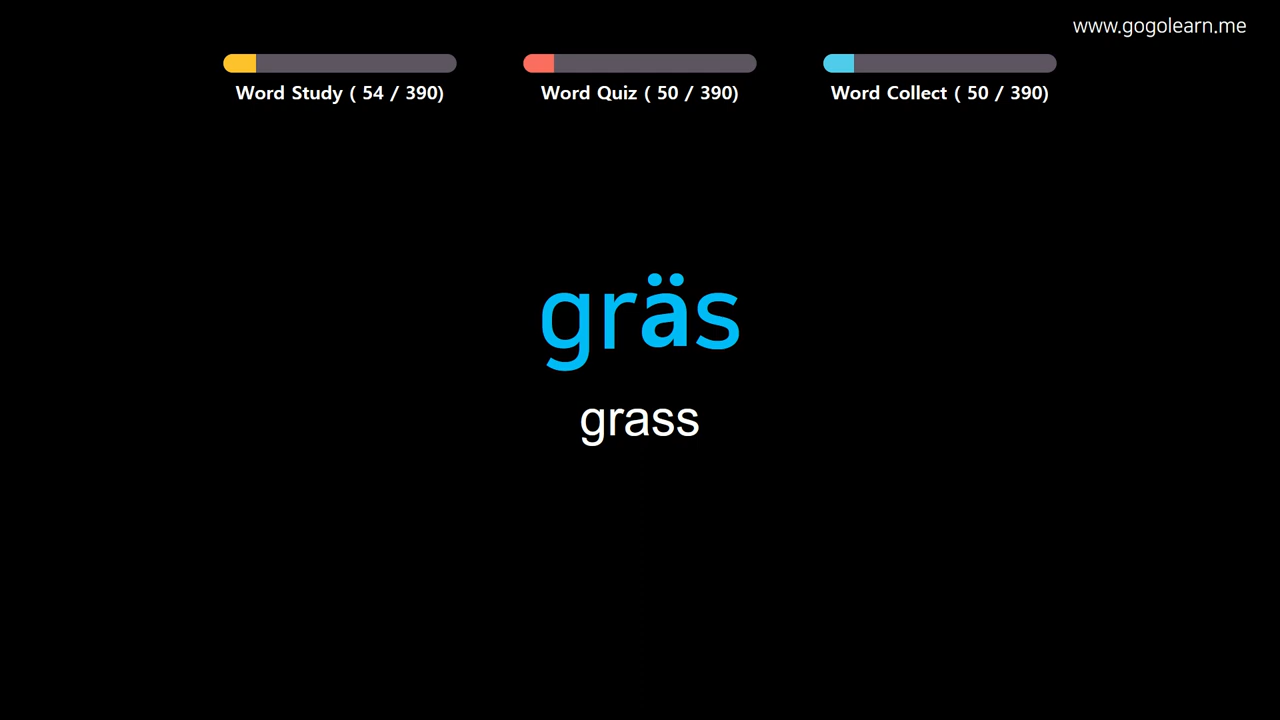 www.gogolearn.me
Word Study ( 54 / 390)
Word Quiz ( 50 / 390)
Word Collect ( 50 / 390)
gräs
grass